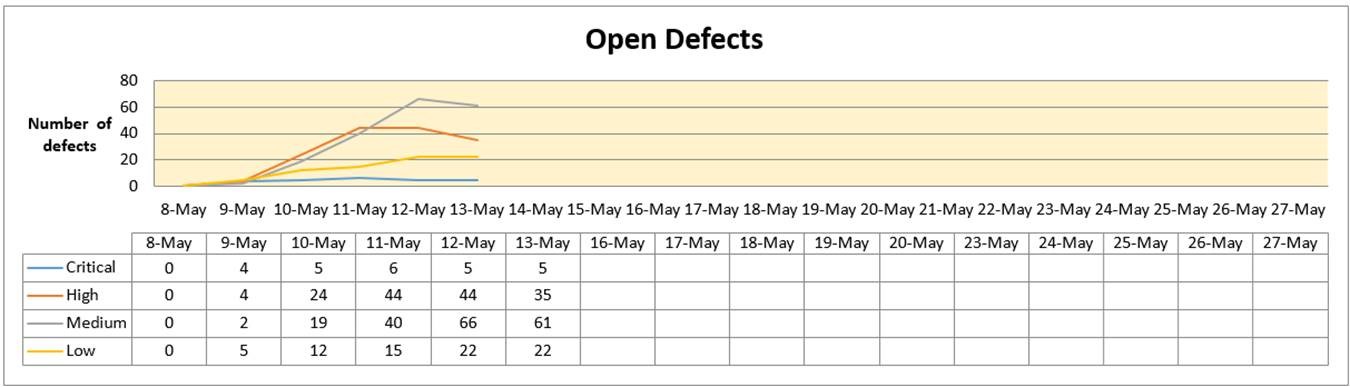 Open Defects
80
60
Number of
40
defects
20
0
8-May 9-May 10-May 11-May 12-May 13-May 14-May 15-May 16-May 17-May 18-May 19-May 20-May 21-May 22-May 23-May 24-May 25-May 26-May 27-May
8-May 9-May 10-May 11-May 12-May 13-May 16-May 17-May 18-May 19-May 20-May 23-May 24-May 25-May 26-May 27-May
Critical 0 4 5 6 5 5
High 0 4 24 44 44 35
Medium 0 2 19 40 66 61
Low 0 5 12 15 22 22